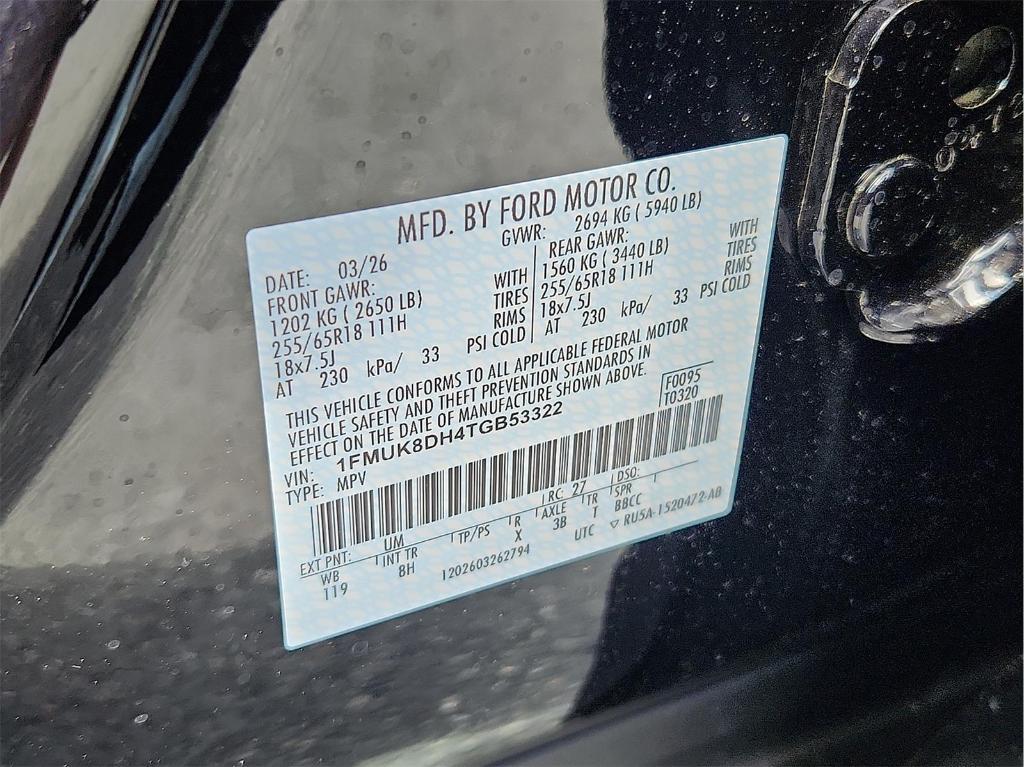 MFD. BY FORD MOTOR CO.
DATE: 03/26 GVWR: 2694 KG ( 5940 LB)
FRONT GAWR: WITH REAR GAWR: WITH
1202 KG ( 2650 LB) TIRES 1560 KG ( 3440 LB) TIRES
255/65R18 111H RIMS 255/65R18 111H RIMS
18x7.5J PSI COLD 18x7.5J PSI COLD
AT 230 kPa/ 33 AT 230 kPa/ 33
THIS VEHICLE CONFORMS TO ALL APPLICABLE FEDERAL MOTOR
VEHICLE SAFETY AND THEFT PREVENTION STANDARDS IN
EFFECT ON THE DATE OF MANUFACTURE SHOWN ABOVE.
VIN: 1FMUK8DH4TGB53322 F0095
TYPE: MPV T0320
EXT PNT: UM RC: 27 DSO:
WB INT TR TP/PS R AXLE TR SPR
119 8H X 3B T BBCC
1202603262794 UTC ▽ RU5A-1520472-AB